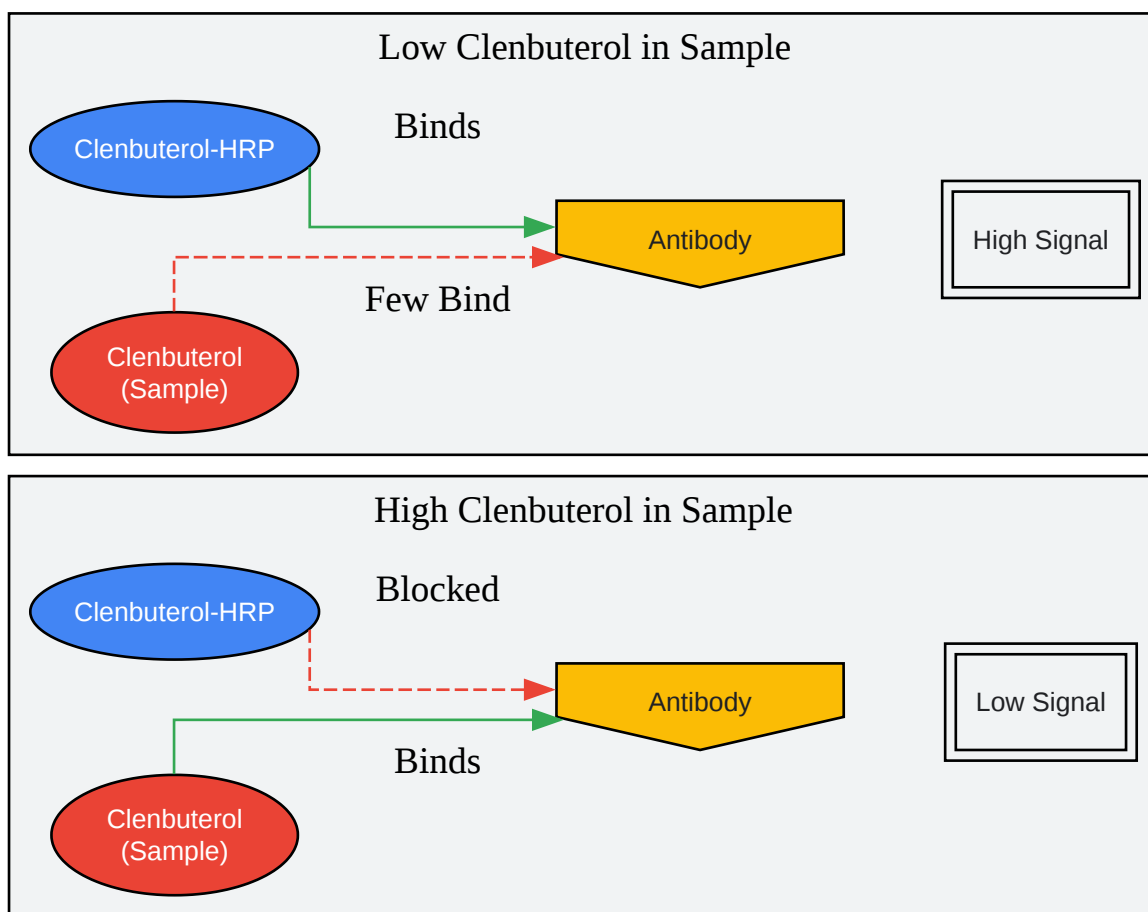 Low Clenbuterol in Sample
Binds
Clenbuterol-HRP
Antibody
High Signal
Few Bind
Clenbuterol
(Sample)
High Clenbuterol in Sample
Blocked
Clenbuterol-HRP
Antibody
Low Signal
Binds
Clenbuterol
(Sample)